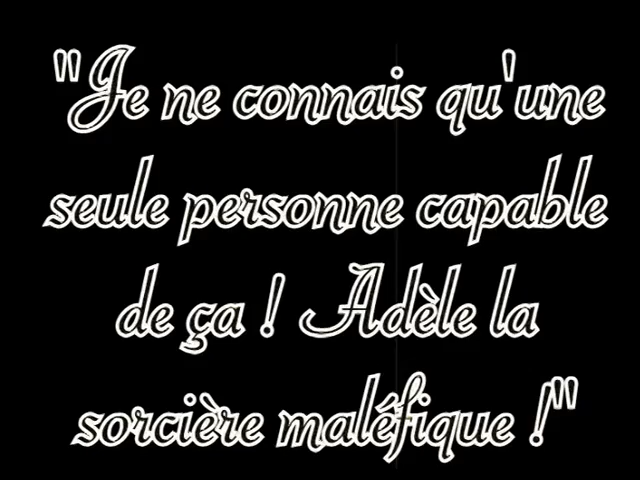 "Je ne connais qu'une
seule personne capable
de ça ! Adèle la
sorcière maléfique !"